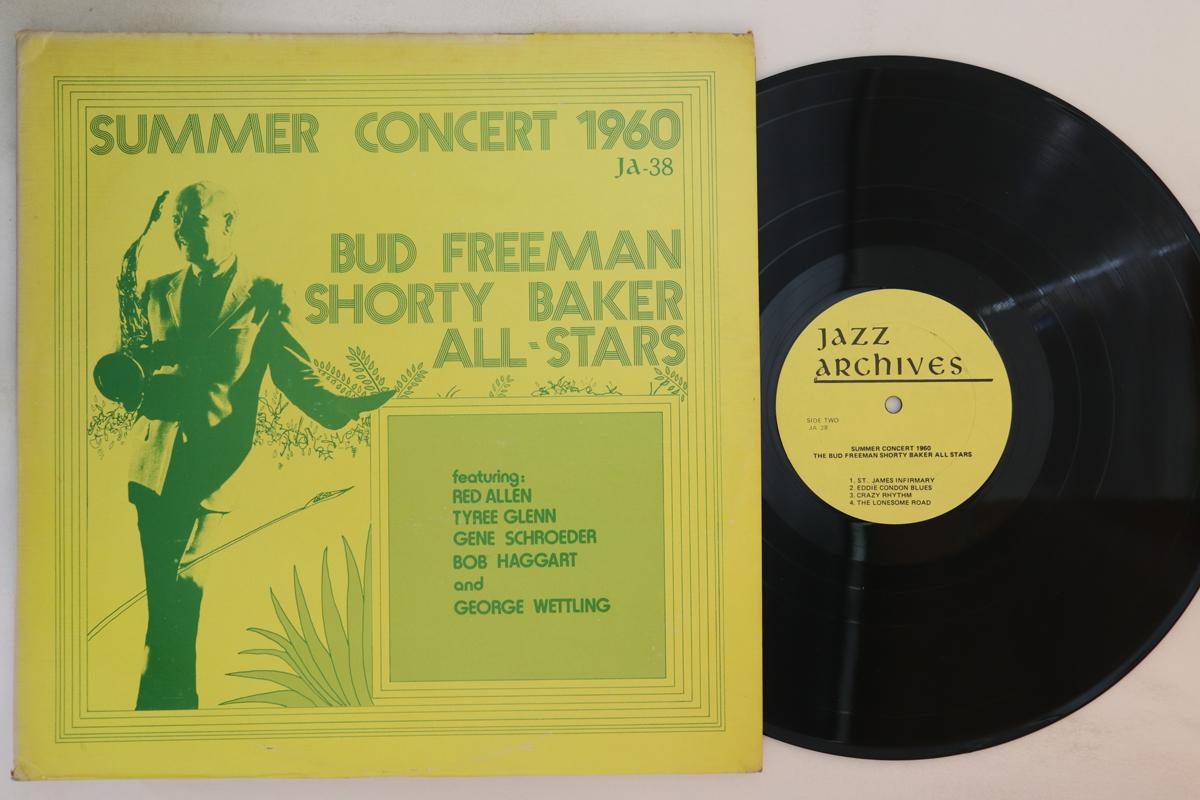 SUMMER CONCERT 1960
JA-38
BUD FREEMAN
SHORTY BAKER
ALL-STARS
featuring:
RED ALLEN
TYREE GLENN
GENE SCHROEDER
BOB HAGGART
and
GEORGE WETTLING
JAZZ
ARCHIVES
SIDE TWO
JA-38
SUMMER CONCERT 1960
THE BUD FREEMAN SHORTY BAKER ALL STARS
1. ST. JAMES INFIRMARY
2. EDDIE CONDON BLUES
3. CRAZY RHYTHM
4. THE LONESOME ROAD